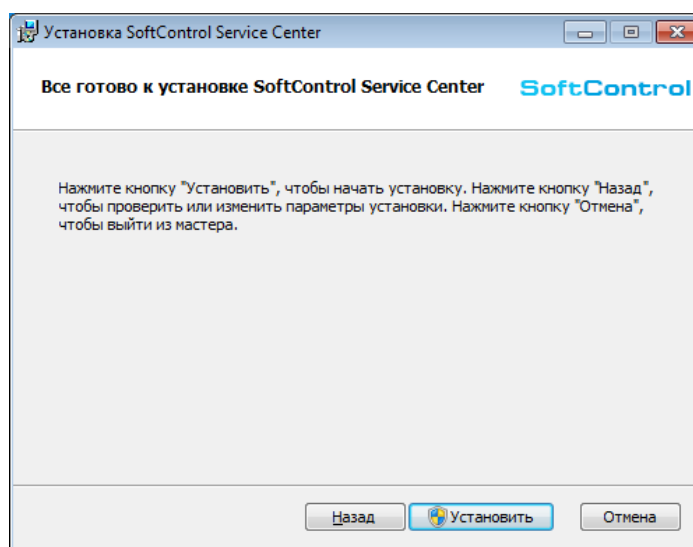 Установка SoftControl Service Center
Все готово к установке SoftControl Service Center
SoftControl
Нажмите кнопку "Установить", чтобы начать установку. Нажмите кнопку "Назад",
чтобы проверить или изменить параметры установки. Нажмите кнопку "Отмена",
чтобы выйти из мастера.
Назад
Установить
Отмена